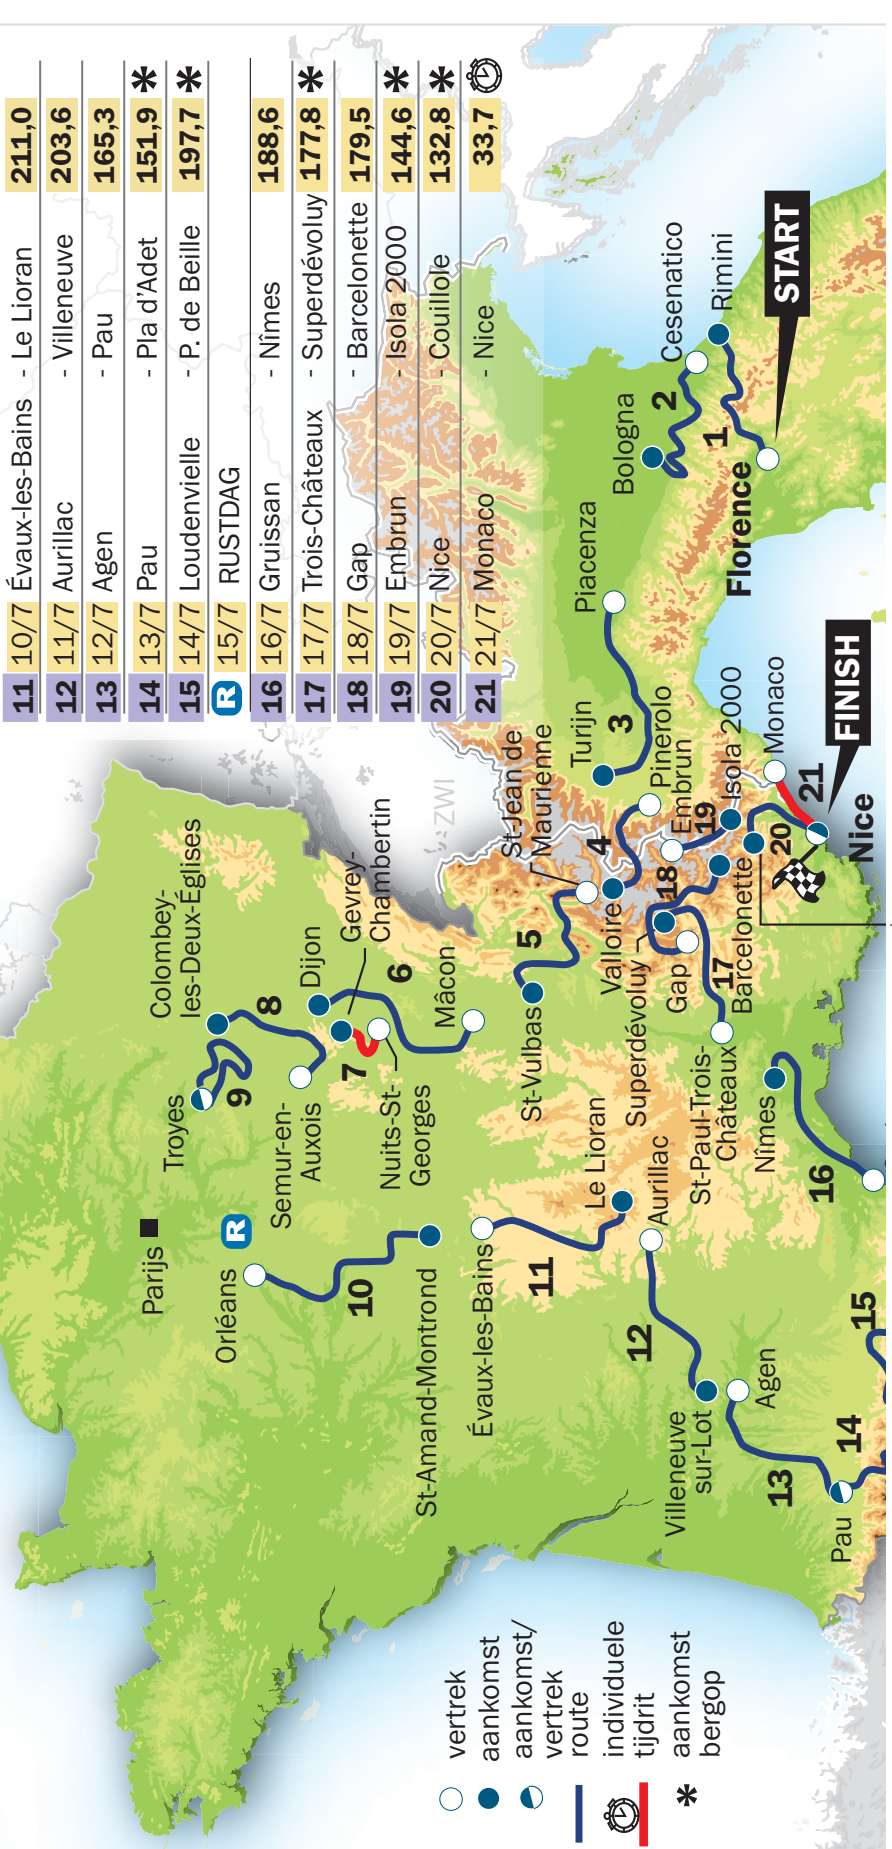 11 10/7 Évaux-les-Bains - Le Lioran 211,0
12 11/7 Aurillac - Villeneuve 203,6
13 12/7 Agen - Pau 165,3
14 13/7 Pau - Pla d'Adet 151,9 *
15 14/7 Loudenvielle - P. de Beille 197,7 *
R 15/7 RUSTDAG
16 16/7 Gruissan - Nîmes 188,6
17 17/7 Trois-Châteaux - Superdévoluy 177,8 *
18 18/7 Gap - Barcelonette 179,5
19 19/7 Embrun - Isola 2000 144,6 *
20 20/7 Nice - Couillole 132,8 *
21 21/7 Monaco - Nice 33,7
Parijs
Troyes
9
Colombey-
les-Deux-Églises
8
R
Orléans
10
Semur-en-
Auxois
Dijon
Gevrey-
Chambertin
7
Nuits-St-
Georges
6
Mâcon
ZWI
St-Amand-Montrond
Évaux-les-Bains
11
Le Lioran
St-Vulbas
5
St-Jean de
Maurienne
4
Valloire
Turijn
3
Piacenza
Pinerolo
Bologna
2
Cesenatico
1
Rimini
Florence
START
Embrun
19
Isola 2000
18
Superdévoluy
Gap
17
Barcelonette
20
Monaco
21
FINISH
Nice
St-Paul-Trois-
Châteaux
Aurillac
12
Villeneuve
sur-Lot
Agen
13
Nîmes
16
Pau
14
15
vertrek
aankomst
aankomst/
vertrek
route
individuele
tijdrit
* aankomst
bergop